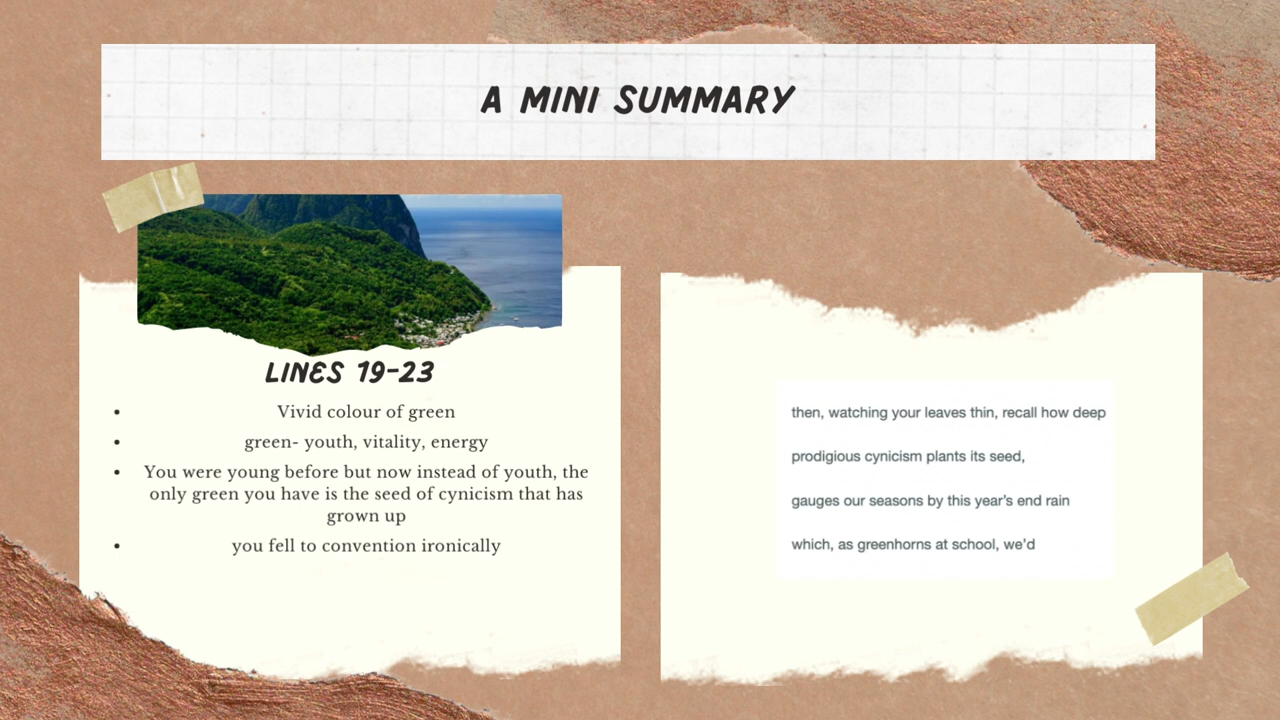 A MINI SUMMARY
LINES 19-23
• Vivid colour of green
• green- youth, vitality, energy
• You were young before but now instead of youth, the
only green you have is the seed of cynicism that has
grown up
• you fell to convention ironically
then, watching your leaves thin, recall how deep
prodigious cynicism plants its seed,
gauges our seasons by this year's end rain
which, as greenhorns at school, we'd